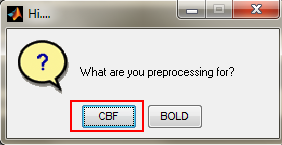 Hi....
?
What are you preprocessing for?
CBF BOLD